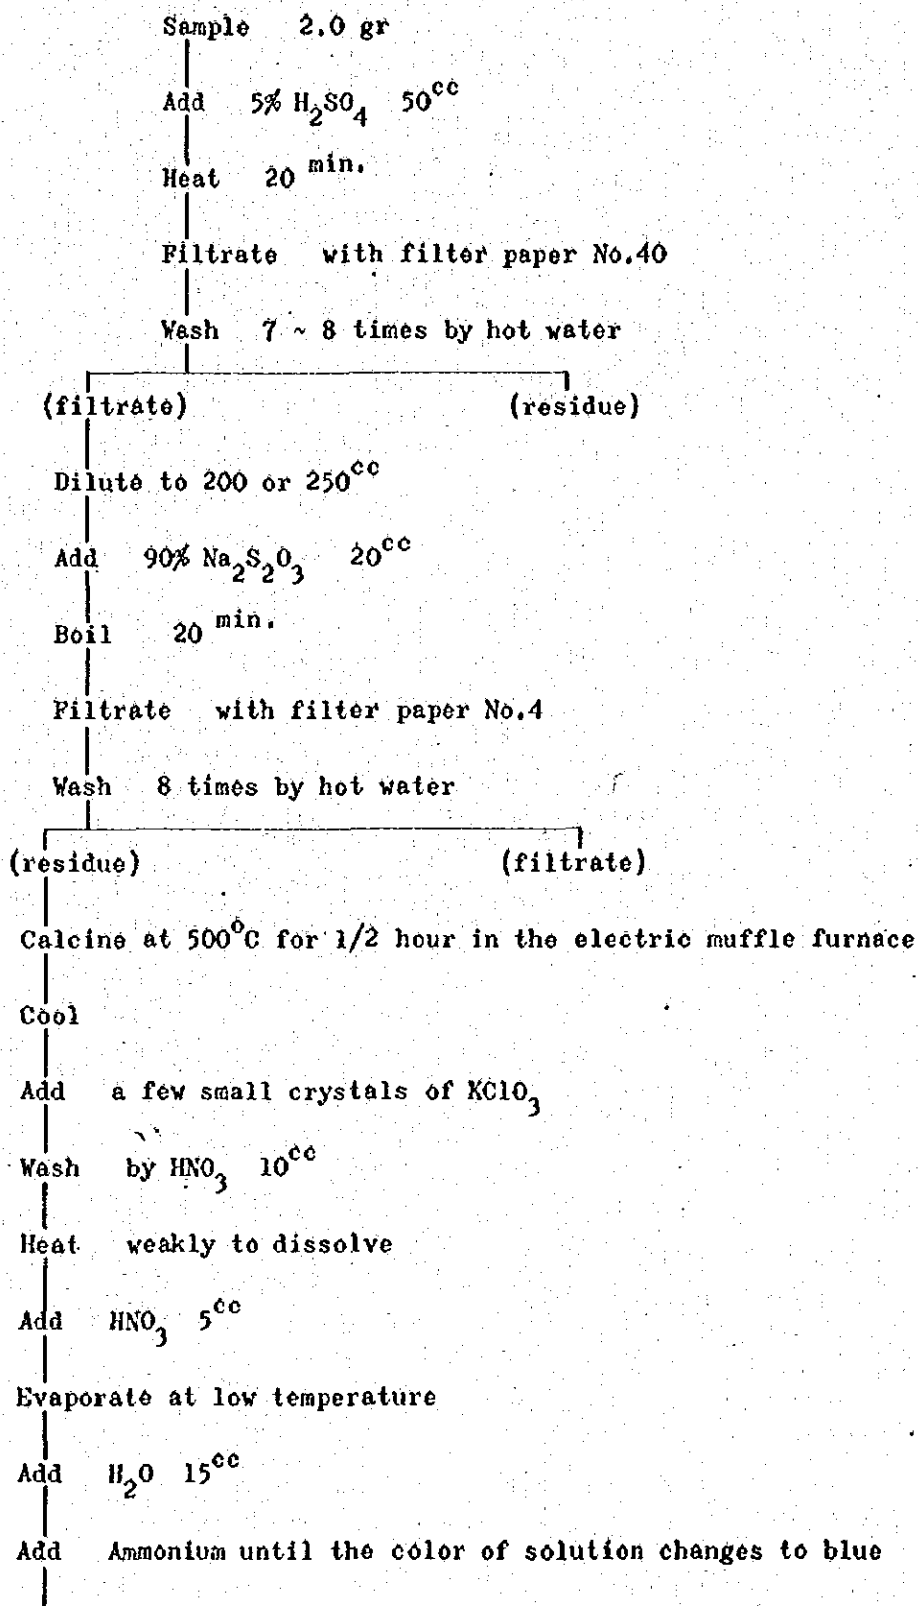 Sample 2.0 gr
Add 5% H₂SO₄ 50ᶜᶜ
Heat 20 min.
Filtrate with filter paper No.40
Wash 7 ~ 8 times by hot water
(filtrate) (residue)
Dilute to 200 or 250ᶜᶜ
Add 90% Na₂S₂O₃ 20ᶜᶜ
Boil 20 min.
Filtrate with filter paper No.4
Wash 8 times by hot water
(residue) (filtrate)
Calcine at 500°C for 1/2 hour in the electric muffle furnace
Cool
Add a few small crystals of KClO₃
Wash by HNO₃ 10ᶜᶜ
Heat weakly to dissolve
Add HNO₃ 5ᶜᶜ
Evaporate at low temperature
Add H₂O 15ᶜᶜ
Add Ammonium until the color of solution changes to blue